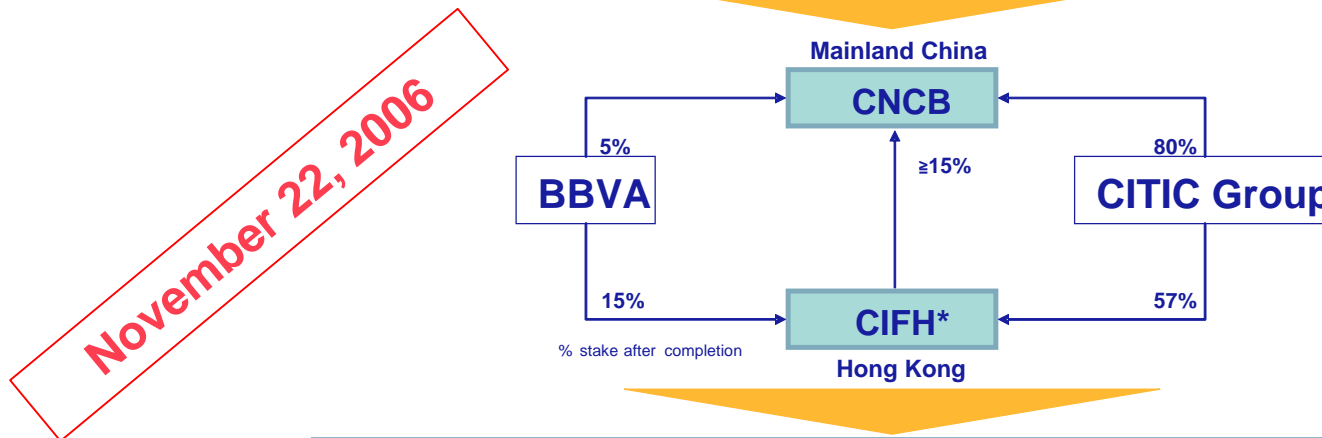 November 22, 2006
Mainland China
CNCB
5%
≧15%
80%
BBVA
CITIC Group
15%
57%
CIFH*
% stake after completion
Hong Kong